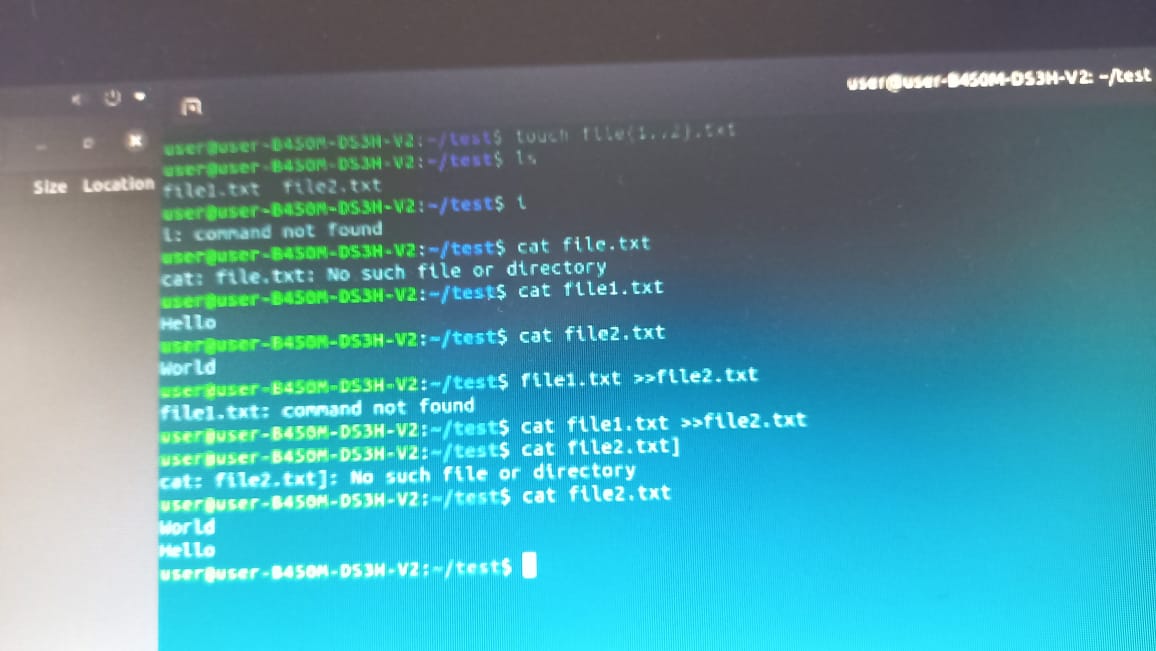 user@user-B450M-DS3H-V2: ~/test
Size Location
user@user-B450M-DS3H-V2:~/test$ touch file{1..2}.txt
user@user-B450M-DS3H-V2:~/test$ ls
file1.txt file2.txt
user@user-B450M-DS3H-V2:~/test$ l
l: command not found
user@user-B450M-DS3H-V2:~/test$ cat file.txt
cat: file.txt: No such file or directory
user@user-B450M-DS3H-V2:~/test$ cat file1.txt
Hello
user@user-B450M-DS3H-V2:~/test$ cat file2.txt
World
user@user-B450M-DS3H-V2:~/test$ file1.txt >>file2.txt
file1.txt: command not found
user@user-B450M-DS3H-V2:~/test$ cat file1.txt >>file2.txt
user@user-B450M-DS3H-V2:~/test$ cat file2.txt]
cat: file2.txt]: No such file or directory
user@user-B450M-DS3H-V2:~/test$ cat file2.txt
World
Hello
user@user-B450M-DS3H-V2:~/test$